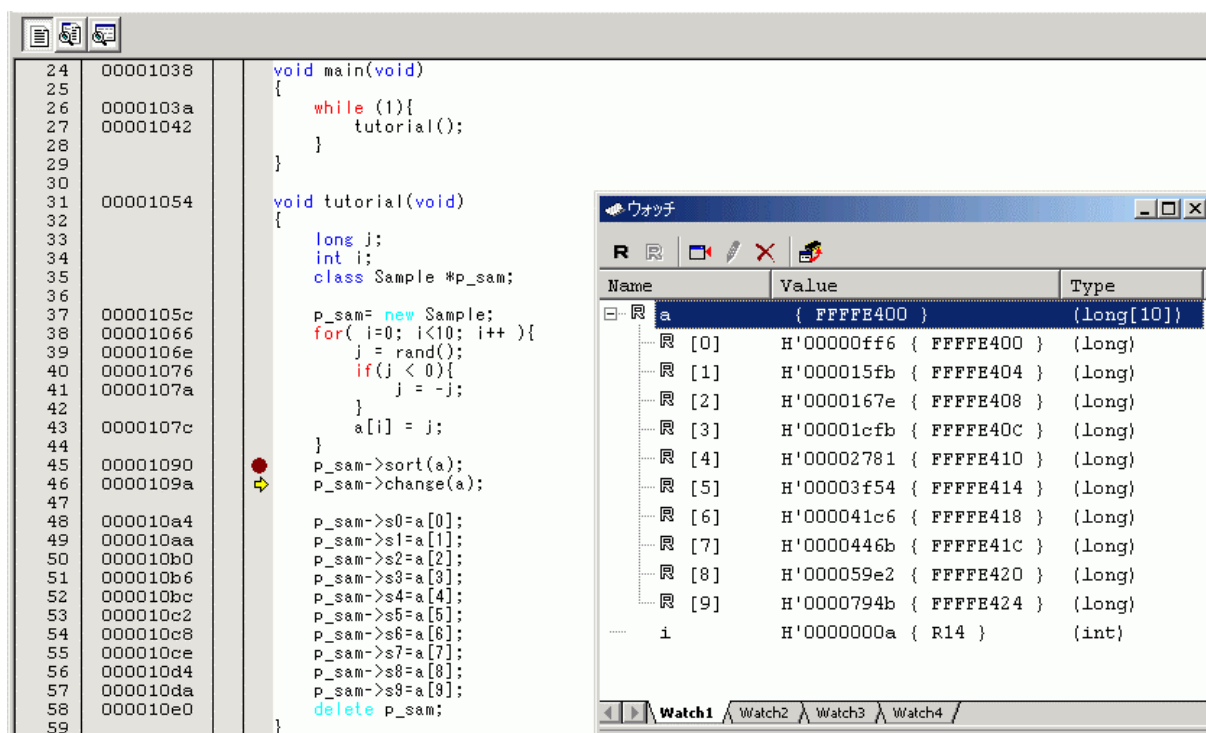 24 00001038 void main(void)
25 {
26 0000103a while (1){
27 00001042 tutorial();
28 }
29 }
30
31 00001054 void tutorial(void)
32 {
33 long j;
34 int i;
35 class Sample *p_sam;
36
37 0000105c p_sam= new Sample;
38 00001066 for( i=0; i<10; i++ ){
39 0000106e j = rand();
40 00001076 if(j < 0){
41 0000107a j = -j;
42 }
43 0000107c a[i] = j;
44 }
45 00001090 p_sam->sort(a);
46 0000109a p_sam->change(a);
47
48 000010a4 p_sam->s0=a[0];
49 000010aa p_sam->s1=a[1];
50 000010b0 p_sam->s2=a[2];
51 000010b6 p_sam->s3=a[3];
52 000010bc p_sam->s4=a[4];
53 000010c2 p_sam->s5=a[5];
54 000010c8 p_sam->s6=a[6];
55 000010ce p_sam->s7=a[7];
56 000010d4 p_sam->s8=a[8];
57 000010da p_sam->s9=a[9];
58 000010e0 delete p_sam;
59 }
ウォッチ
R R
Name Value Type
R a { FFFFE400 } (long[10])
R [0] H'00000ff6 { FFFFE400 } (long)
R [1] H'000015fb { FFFFE404 } (long)
R [2] H'0000167e { FFFFE408 } (long)
R [3] H'00001cfb { FFFFE40C } (long)
R [4] H'00002781 { FFFFE410 } (long)
R [5] H'00003f54 { FFFFE414 } (long)
R [6] H'000041c6 { FFFFE418 } (long)
R [7] H'0000446b { FFFFE41C } (long)
R [8] H'000059e2 { FFFFE420 } (long)
R [9] H'0000794b { FFFFE424 } (long)
i H'0000000a { R14 } (int)
Watch1 Watch2 Watch3 Watch4